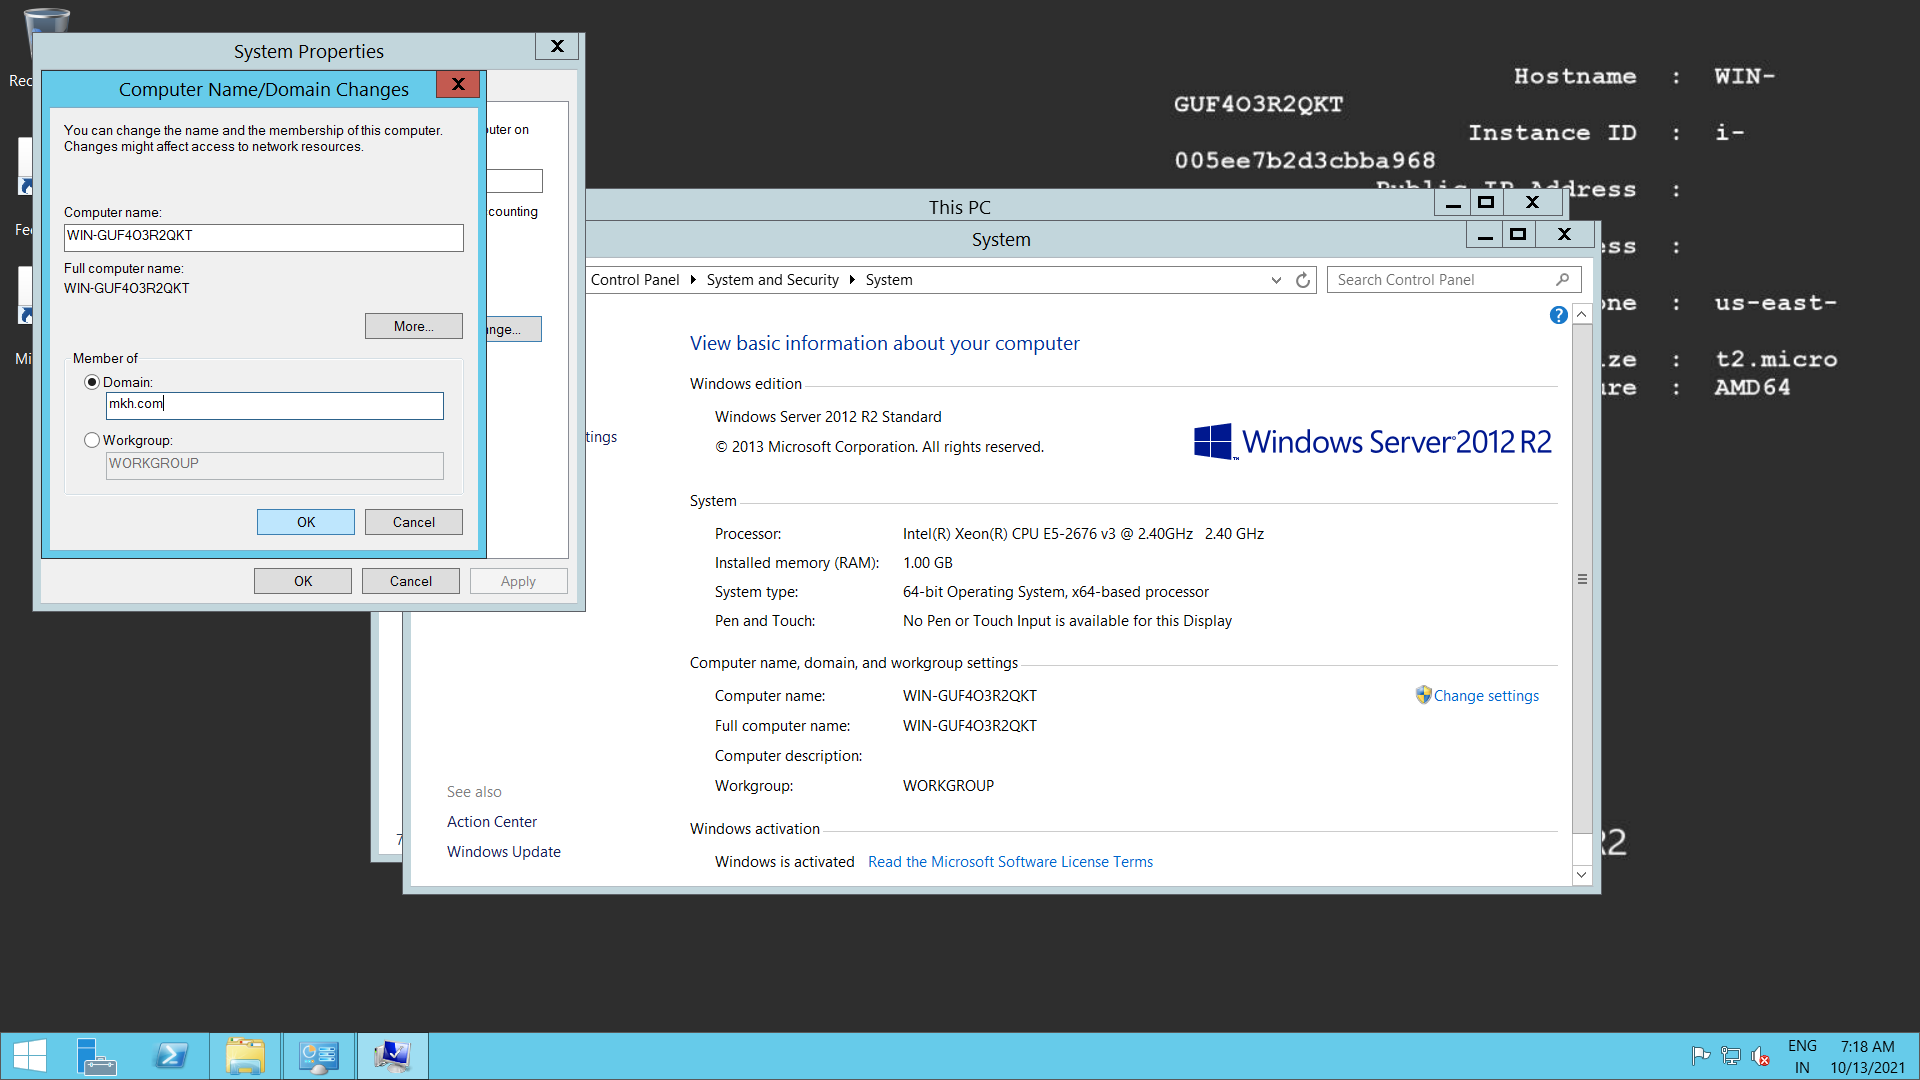 System Properties
Computer Name/Domain Changes
You can change the name and the membership of this computer.
Changes might affect access to network resources.
Computer name:
WIN-GUF4O3R2QKT
Full computer name:
WIN-GUF4O3R2QKT
More...
Member of
Domain:
mkh.com
Workgroup:
WORKGROUP
OK Cancel
OK Cancel Apply
on
Hostname : WIN-
GUF4O3R2QKT
Instance ID : i-
005ee7b2d3cbba968
Public IP Address :
:
: us-east-
: t2.micro
: AMD64
This PC
System
Control Panel System and Security System
Search Control Panel
View basic information about your computer
Windows edition
Windows Server 2012 R2 Standard
© 2013 Microsoft Corporation. All rights reserved.
Windows Server 2012 R2
System
Processor: Intel(R) Xeon(R) CPU E5-2676 v3 @ 2.40GHz 2.40 GHz
Installed memory (RAM): 1.00 GB
System type: 64-bit Operating System, x64-based processor
Pen and Touch: No Pen or Touch Input is available for this Display
Computer name, domain, and workgroup settings
Computer name: WIN-GUF4O3R2QKT
Change settings
Full computer name: WIN-GUF4O3R2QKT
Computer description:
Workgroup: WORKGROUP
Windows activation
Windows is activated Read the Microsoft Software License Terms
See also
Action Center
Windows Update
R2
ENG
IN
7:18 AM
10/13/2021